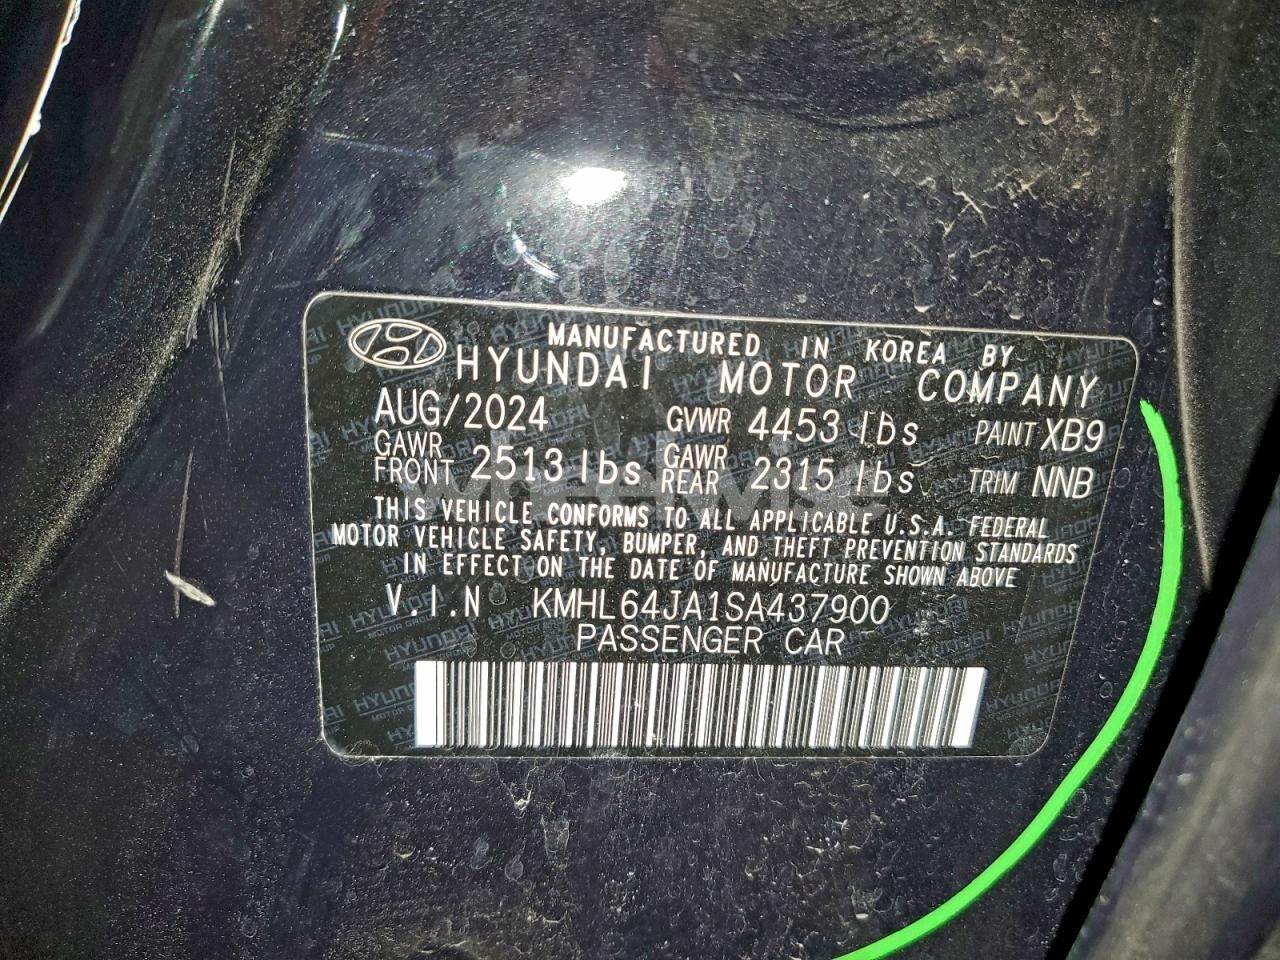 MANUFACTURED IN KOREA BY
HYUNDAI MOTOR COMPANY
AUG/2024 GVWR 4453 lbs PAINT XB9
GAWR FRONT 2513 lbs GAWR REAR 2315 lbs TRIM NNB
THIS VEHICLE CONFORMS TO ALL APPLICABLE U.S.A. FEDERAL
MOTOR VEHICLE SAFETY, BUMPER, AND THEFT PREVENTION STANDARDS
IN EFFECT ON THE DATE OF MANUFACTURE SHOWN ABOVE
V.I.N KMHL64JA1SA437900
PASSENGER CAR